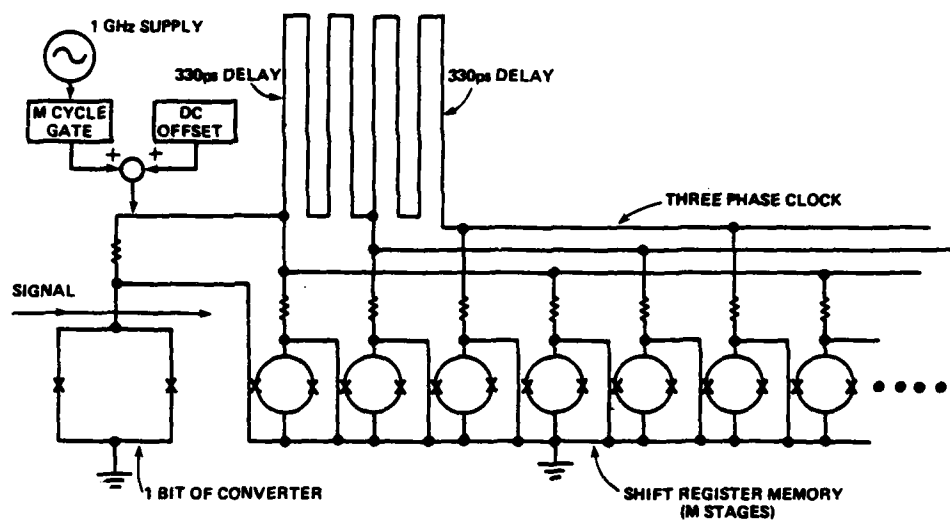 1 GHz SUPPLY
M CYCLE
GATE
DC
OFFSET
+
+
330ps DELAY
330ps DELAY
THREE PHASE CLOCK
SIGNAL
1 BIT OF CONVERTER
SHIFT REGISTER MEMORY
(M STAGES)